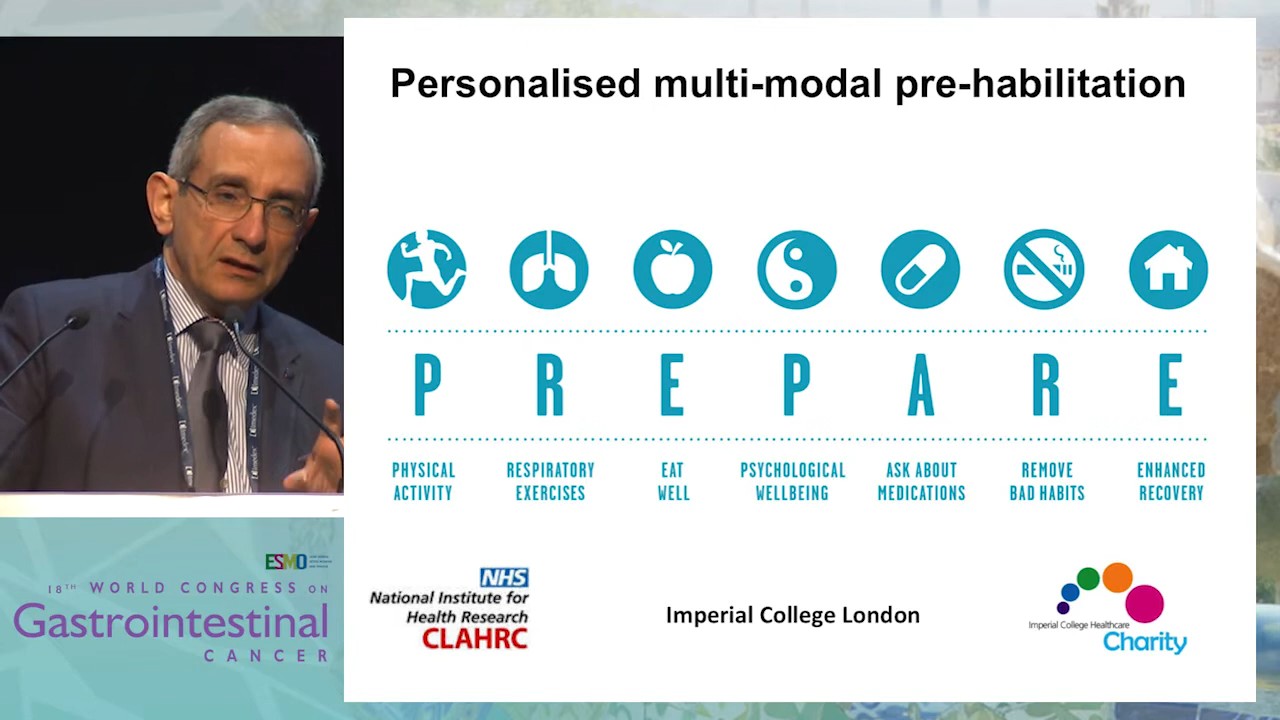 Personalised multi-modal pre-habilitation
P R E P A R E
PHYSICAL ACTIVITY
RESPIRATORY EXERCISES
EAT WELL
PSYCHOLOGICAL WELLBEING
ASK ABOUT MEDICATIONS
REMOVE BAD HABITS
ENHANCED RECOVERY
NHS
National Institute for
Health Research
CLAHRC
Imperial College London
Imperial College Healthcare
Charity
ESMO
18TH WORLD CONGRESS ON
Gastrointestinal
CANCER
imedex